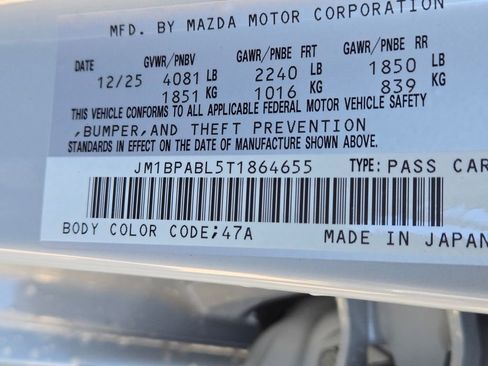 MFD. BY MAZDA MOTOR CORPORATION
DATE GVWR/PNBV GAWR/PNBE FRT GAWR/PNBE RR
12/25 4081 LB 2240 LB 1850 LB
1851 KG 1016 KG 839 KG
THIS VEHICLE CONFORMS TO ALL APPLICABLE FEDERAL MOTOR VEHICLE SAFETY
,BUMPER,AND THEFT PREVENTION
STANDARDS IN EFFECT ON THE DATE OF MANUFACTURE SHOWN ABOVE.
JM1BPABL5T1864655 TYPE: PASS CAR
BODY COLOR CODE;47A MADE IN JAPAN